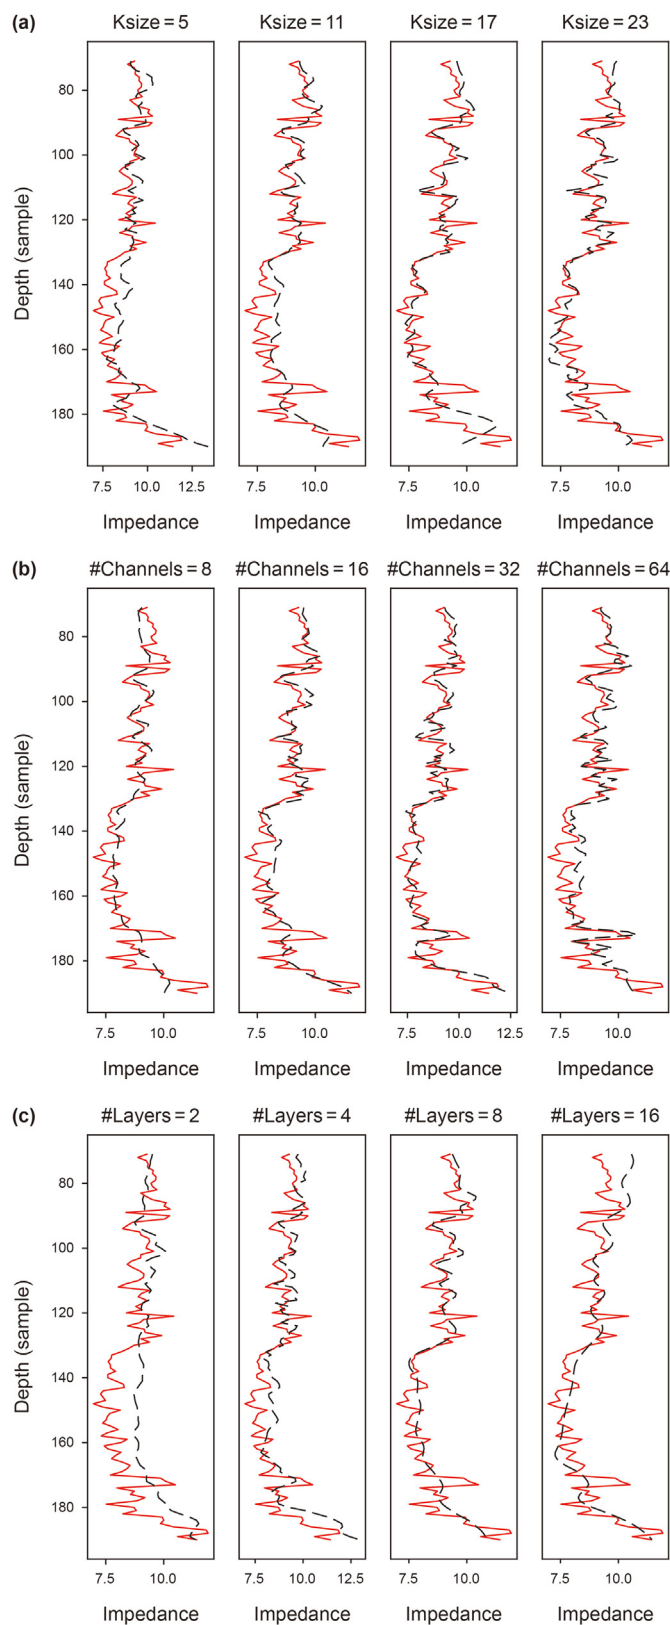 (a) Ksize = 5 Ksize = 11 Ksize = 17 Ksize = 23
80
100
120
140
160
180
Depth (sample)
7.5 10.0 12.5 7.5 10.0 7.5 10.0 7.5 10.0
Impedance Impedance Impedance Impedance
(b) #Channels = 8 #Channels = 16 #Channels = 32 #Channels = 64
80
100
120
140
160
180
Depth (sample)
7.5 10.0 7.5 10.0 7.5 10.0 12.5 7.5 10.0
Impedance Impedance Impedance Impedance
(c) #Layers = 2 #Layers = 4 #Layers = 8 #Layers = 16
80
100
120
140
160
180
Depth (sample)
7.5 10.0 7.5 10.0 12.5 7.5 10.0 7.5 10.0
Impedance Impedance Impedance Impedance